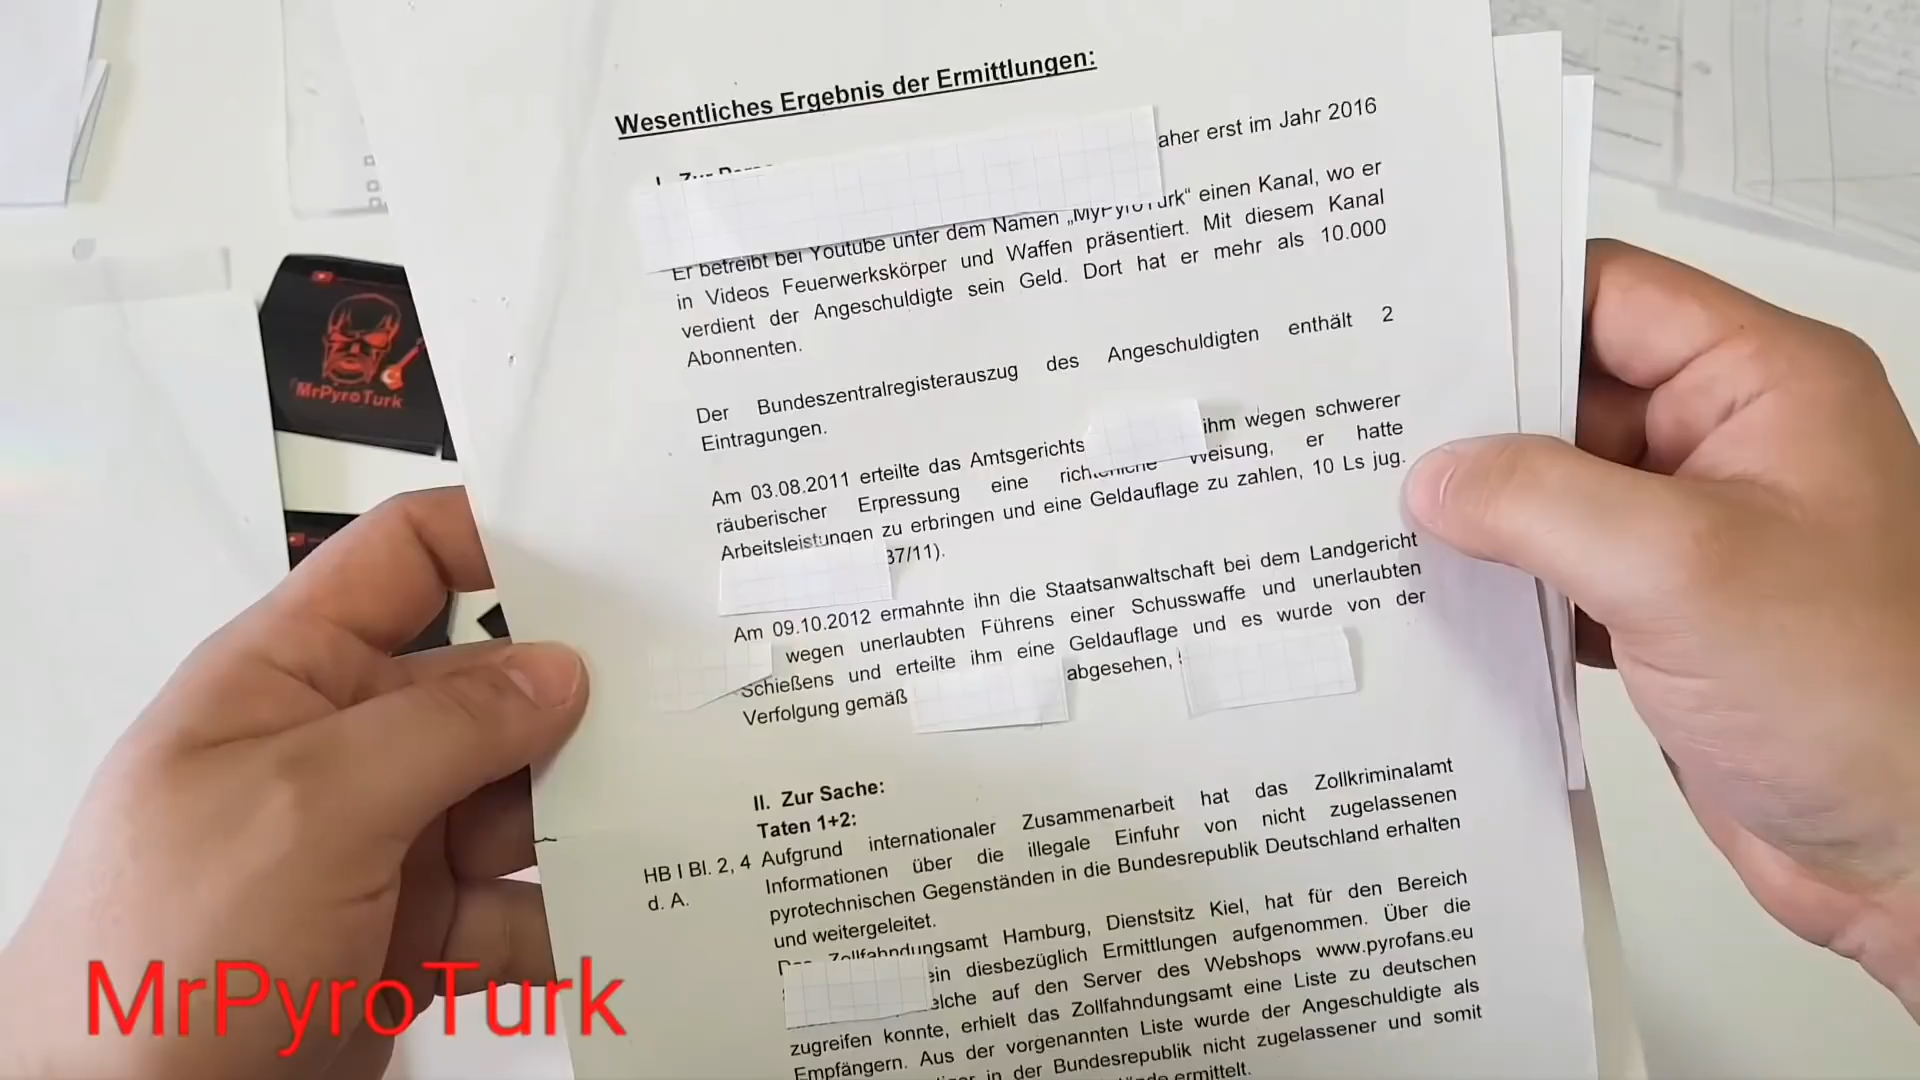 Wesentliches Ergebnis der Ermittlungen:
aher erst im Jahr 2016
Er betreibt bei Youtube unter dem Namen „MyPyroTurk“ einen Kanal, wo er
in Videos Feuerwerkskörper und Waffen präsentiert. Mit diesem Kanal
verdient der Angeschuldigte sein Geld. Dort hat er mehr als 10.000
Abonnenten.
Der Bundeszentralregisterauszug des Angeschuldigten enthält 2
Eintragungen.
Am 03.08.2011 erteilte das Amtsgerichts ihm wegen schwerer
räuberischer Erpressung eine richterliche Weisung, er hatte
Arbeitsleistungen zu erbringen und eine Geldauflage zu zahlen, 10 Ls jug.
37/11).
Am 09.10.2012 ermahnte ihn die Staatsanwaltschaft bei dem Landgericht
wegen unerlaubten Führens einer Schusswaffe und unerlaubten
Schießens und erteilte ihm eine Geldauflage und es wurde von der
Verfolgung gemäß abgesehen,
II. Zur Sache:
Taten 1+2:
HB I Bl. 2, 4
d. A.
Aufgrund internationaler Zusammenarbeit hat das Zollkriminalamt
Informationen über die illegale Einfuhr von nicht zugelassenen
pyrotechnischen Gegenständen in die Bundesrepublik Deutschland erhalten
und weitergeleitet.
Zollfahndungsamt Hamburg, Dienstsitz Kiel, hat für den Bereich
ein diesbezüglich Ermittlungen aufgenommen. Über die
elche auf den Server des Webshops www.pyrofans.eu
zugreifen konnte, erhielt das Zollfahndungsamt eine Liste zu deutschen
Empfängern. Aus der vorgenannten Liste wurde der Angeschuldigte als
in der Bundesrepublik nicht zugelassener und somit
ermittelt.
MrPyroTurk
MrPyroTurk